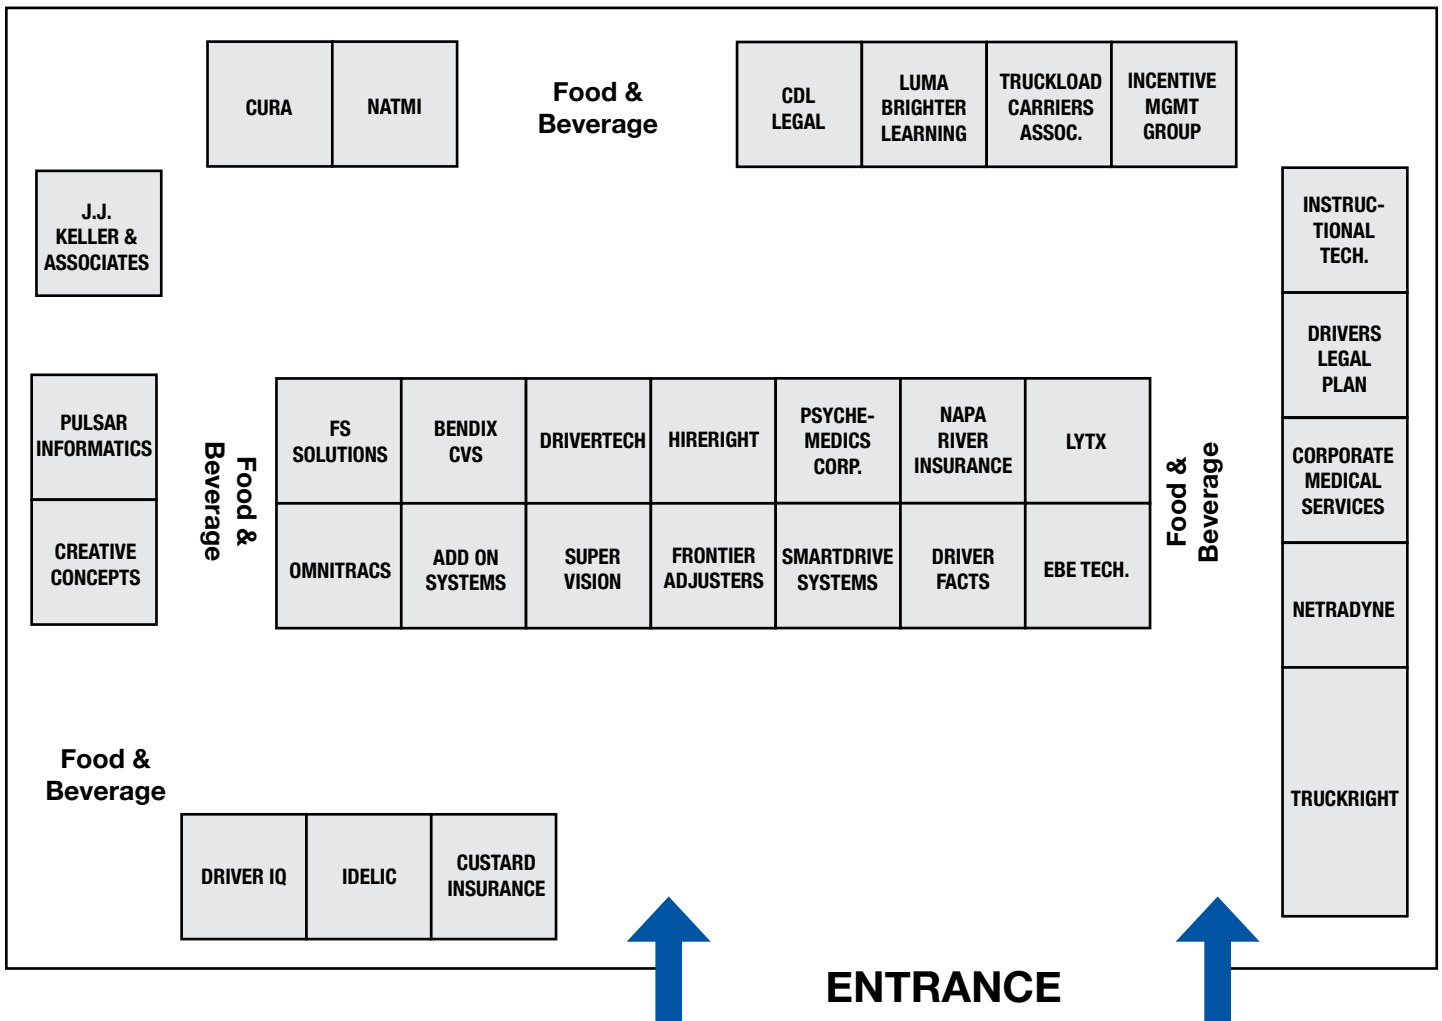 CURA
NATMI
Food &
Beverage
CDL
LEGAL
LUMA
BRIGHTER
LEARNING
TRUCKLOAD
CARRIERS
ASSOC.
INCENTIVE
MGMT
GROUP
J.J.
KELLER &
ASSOCIATES
INSTRUC-
TIONAL
TECH.
DRIVERS
LEGAL
PLAN
PULSAR
INFORMATICS
Food &
Beverage
FS
SOLUTIONS
BENDIX
CVS
DRIVERTECH
HIRERIGHT
PSYCHE-
MEDICS
CORP.
NAPA
RIVER
INSURANCE
LYTX
Food &
Beverage
CORPORATE
MEDICAL
SERVICES
CREATIVE
CONCEPTS
OMNITRACS
ADD ON
SYSTEMS
SUPER
VISION
FRONTIER
ADJUSTERS
SMARTDRIVE
SYSTEMS
DRIVER
FACTS
EBE TECH.
NETRADYNE
Food &
Beverage
TRUCKRIGHT
DRIVER IQ
IDELIC
CUSTARD
INSURANCE
ENTRANCE